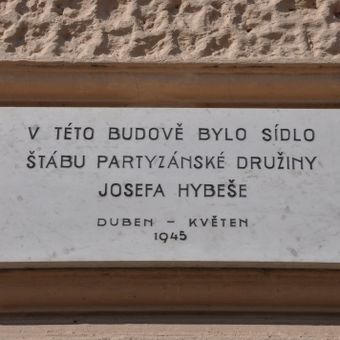 V TÉTO BUDOVĚ BYLO SÍDLO
ŠTÁBU PARTYZÁNSKÉ DRUŽINY
JOSEFA HYBEŠE
DUBEN – KVĚTEN
1945